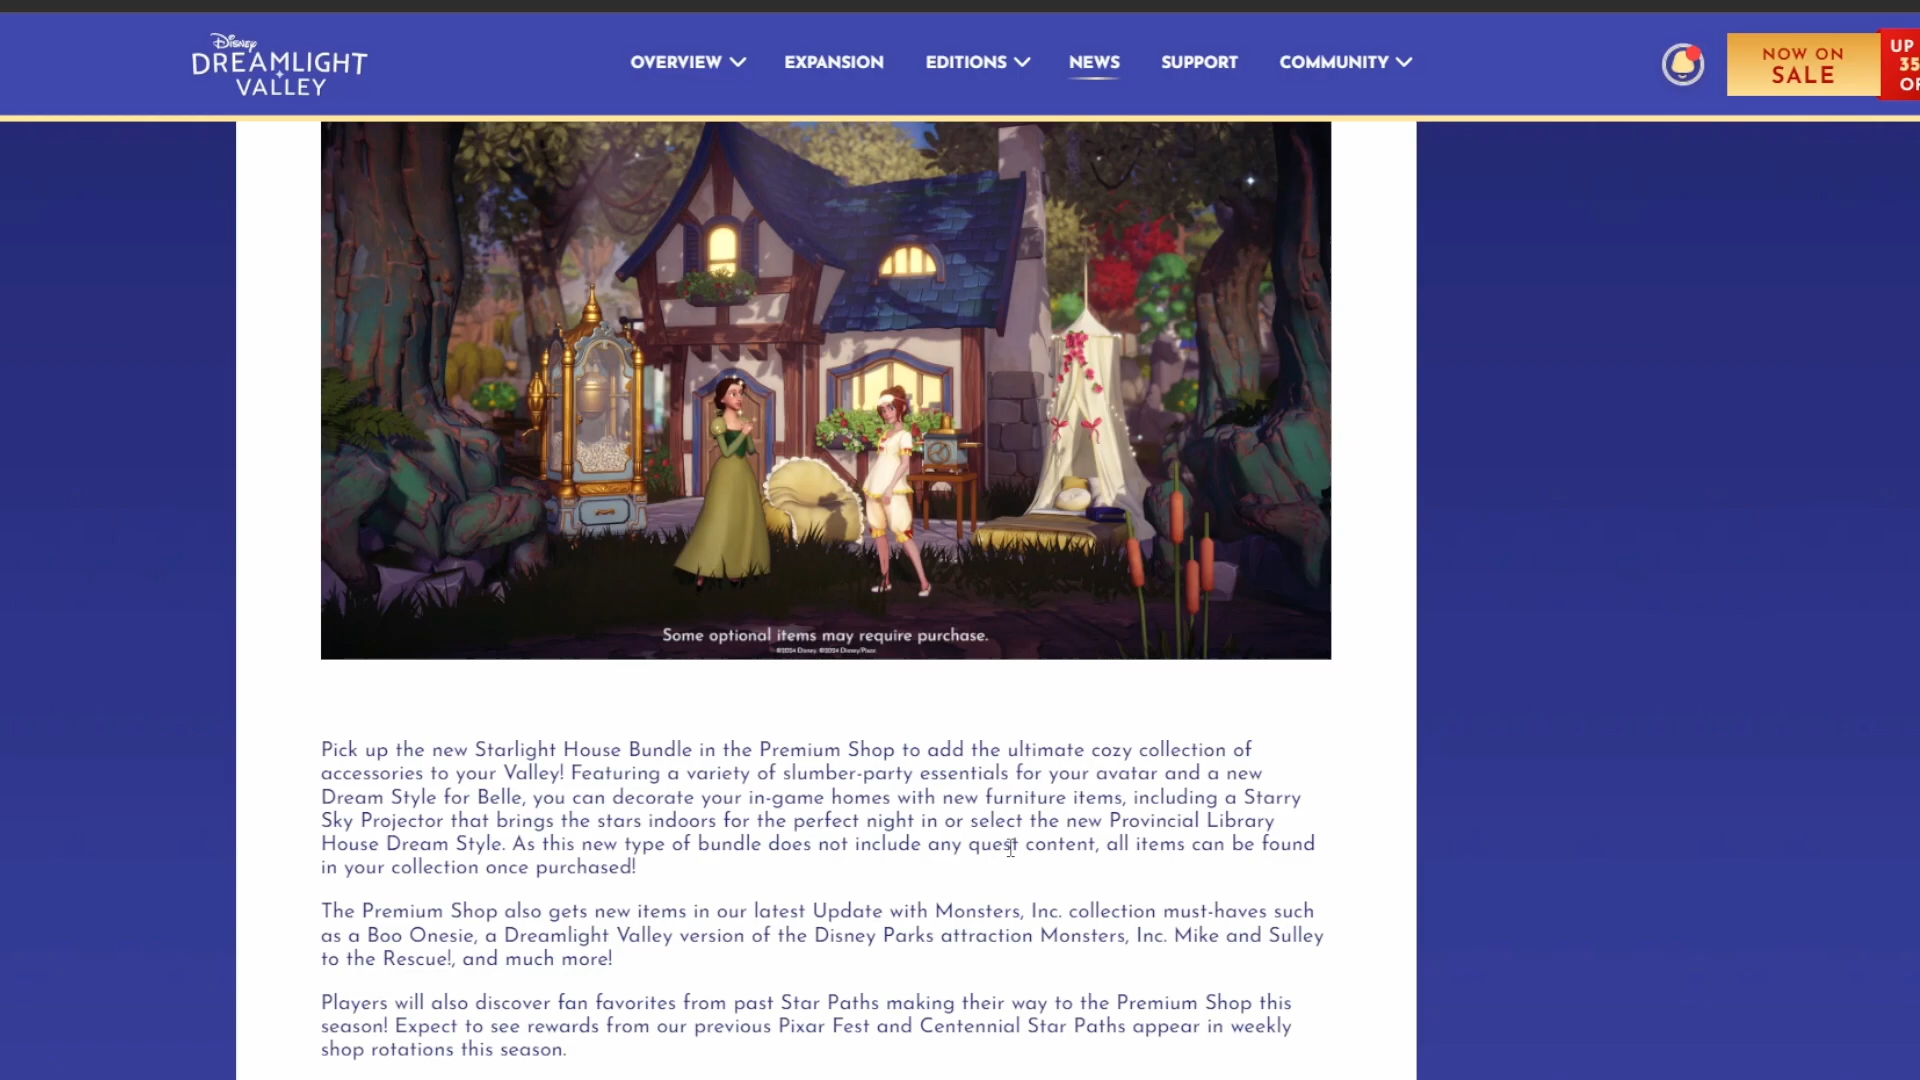 Disney
DREAMLIGHT
VALLEY
OVERVIEW
EXPANSION
EDITIONS
NEWS
SUPPORT
COMMUNITY
NOW ON
SALE
UP
35
OF
Some optional items may require purchase.
©2024 Disney. ©2024 Disney/Pixar.
Pick up the new Starlight House Bundle in the Premium Shop to add the ultimate cozy collection of
accessories to your Valley! Featuring a variety of slumber-party essentials for your avatar and a new
Dream Style for Belle, you can decorate your in-game homes with new furniture items, including a Starry
Sky Projector that brings the stars indoors for the perfect night in or select the new Provincial Library
House Dream Style. As this new type of bundle does not include any quest content, all items can be found
in your collection once purchased!
The Premium Shop also gets new items in our latest Update with Monsters, Inc. collection must-haves such
as a Boo Onesie, a Dreamlight Valley version of the Disney Parks attraction Monsters, Inc. Mike and Sulley
to the Rescue!, and much more!
Players will also discover fan favorites from past Star Paths making their way to the Premium Shop this
season! Expect to see rewards from our previous Pixar Fest and Centennial Star Paths appear in weekly
shop rotations this season.